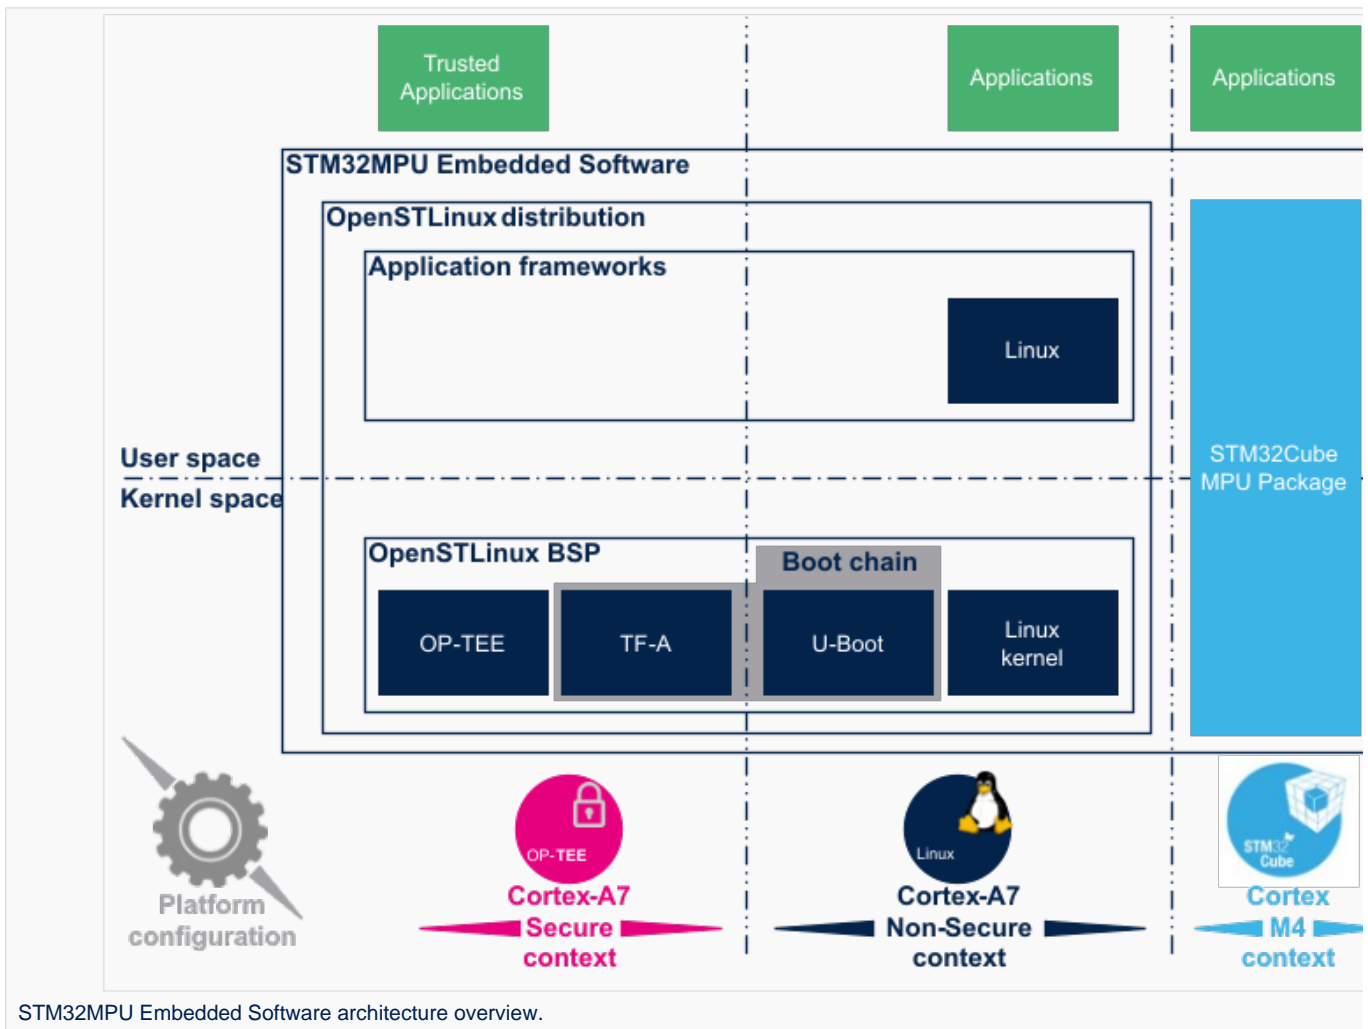 Trusted
Applications
Applications
Applications
STM32MPU Embedded Software
OpenSTLinux distribution
Application frameworks
Linux
User space
Kernel space
STM32Cube
MPU Package
OpenSTLinux BSP
Boot chain
OP-TEE
TF-A
U-Boot
Linux
kernel
OP-TEE
Linux
STM32
Cube
Platform
configuration
Cortex-A7
Secure
context
Cortex-A7
Non-Secure
context
Cortex
M4
context
STM32MPU Embedded Software architecture overview.